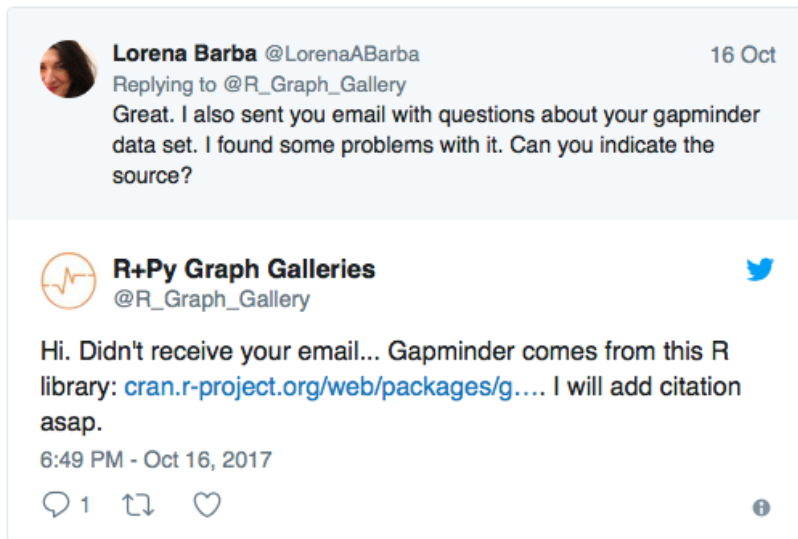 Lorena Barba @LorenaABarba 16 Oct
Replying to @R_Graph_Gallery
Great. I also sent you email with questions about your gapminder
data set. I found some problems with it. Can you indicate the
source?
R+Py Graph Galleries
@R_Graph_Gallery
Hi. Didn't receive your email... Gapminder comes from this R
library: cran.r-project.org/web/packages/g…. I will add citation
asap.
6:49 PM - Oct 16, 2017
1